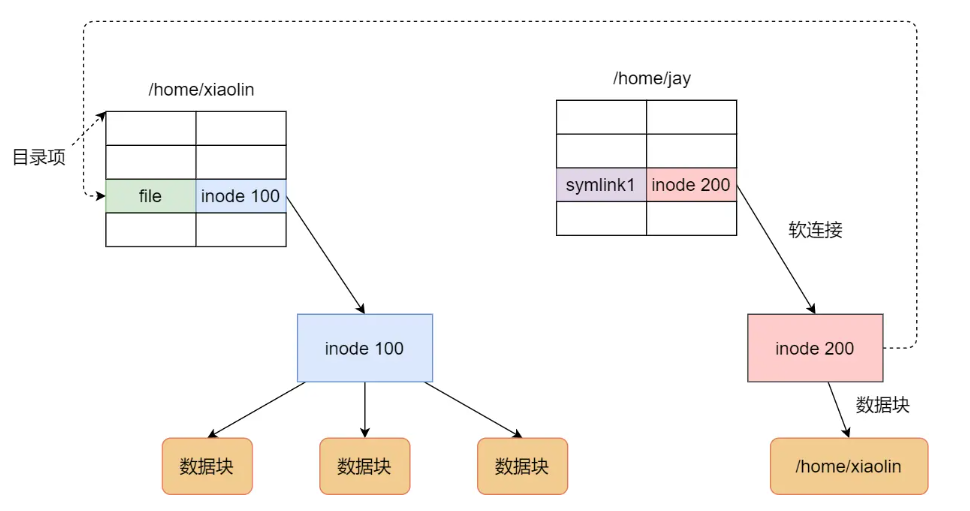 /home/xiaolin
/home/jay
目录项
file
inode 100
symlink1
inode 200
软连接
inode 100
inode 200
数据块
数据块
数据块
数据块
/home/xiaolin